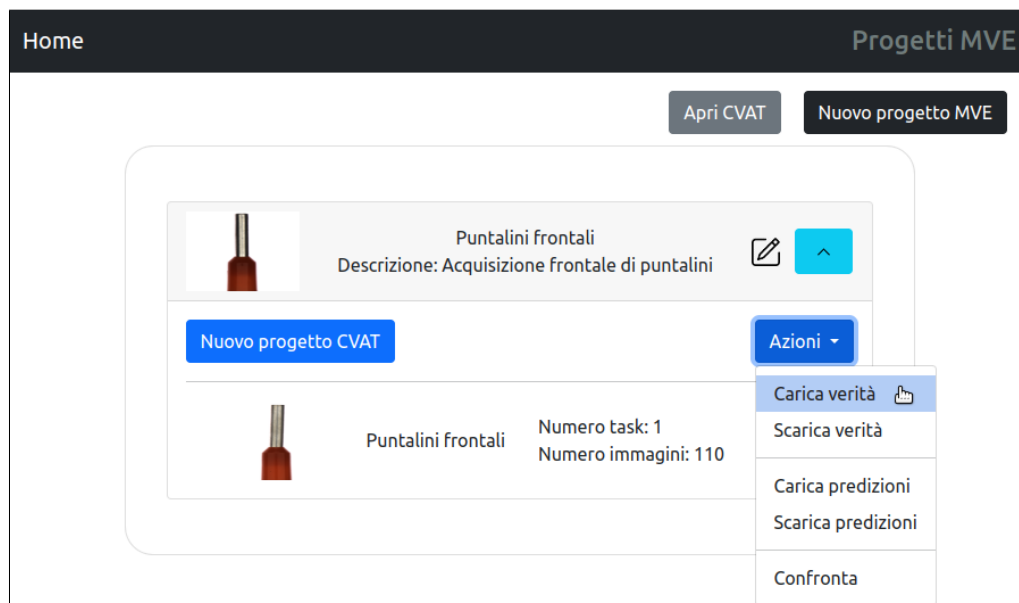 Home
Progetti MVE
Apri CVAT
Nuovo progetto MVE
Puntalini frontali
Descrizione: Acquisizione frontale di puntalini
Nuovo progetto CVAT
Azioni
Carica verità
Scarica verità
Carica predizioni
Scarica predizioni
Confronta
Puntalini frontali
Numero task: 1
Numero immagini: 110